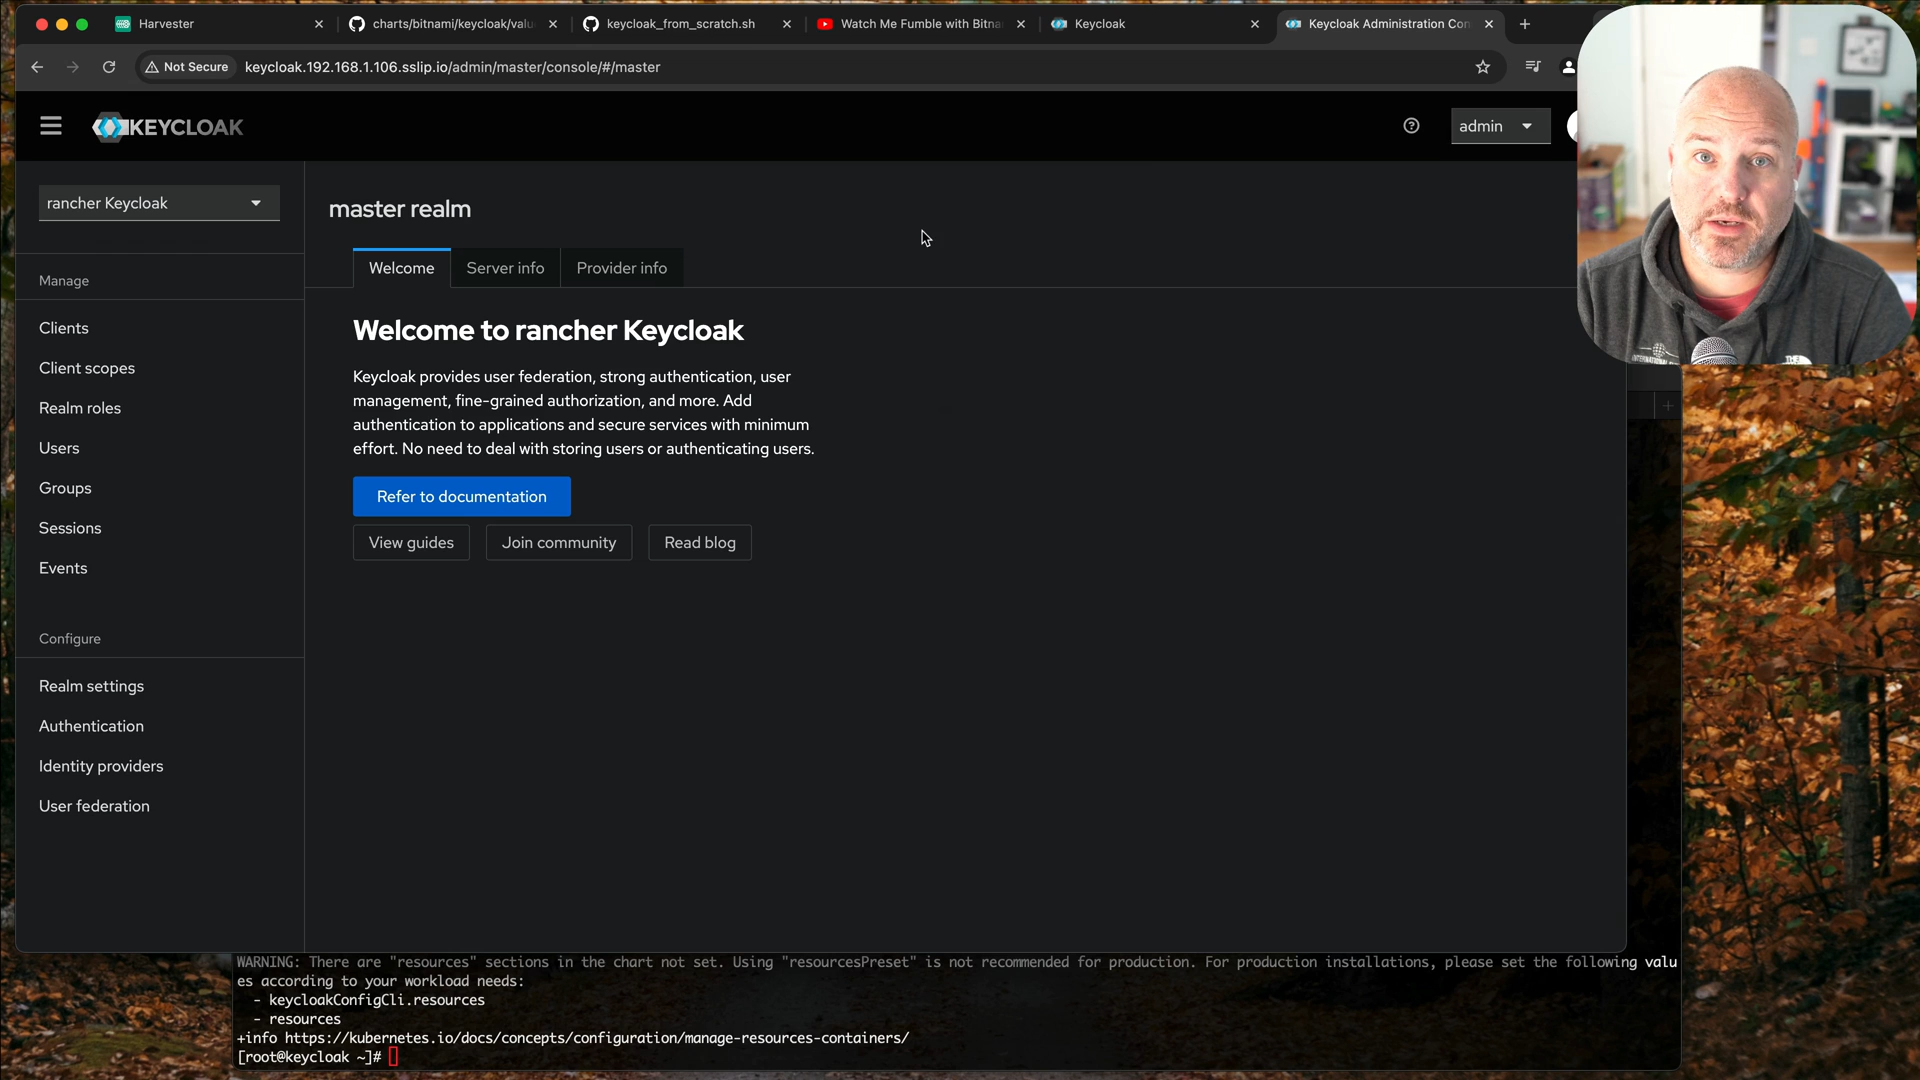 Harvester
charts/bitnami/keycloak/valu
keycloak_from_scratch.sh
Watch Me Fumble with Bitna
Keycloak
Keycloak Administration Con
Not Secure
keycloak.192.168.1.106.sslip.io/admin/master/console/#/master
KEYCLOAK
admin
rancher Keycloak
Manage
Clients
Client scopes
Realm roles
Users
Groups
Sessions
Events
Configure
Realm settings
Authentication
Identity providers
User federation
master realm
Welcome
Server info
Provider info
Welcome to rancher Keycloak
Keycloak provides user federation, strong authentication, user
management, fine-grained authorization, and more. Add
authentication to applications and secure services with minimum
effort. No need to deal with storing users or authenticating users.
Refer to documentation
View guides
Join community
Read blog
WARNING: There are "resources" sections in the chart not set. Using "resourcesPreset" is not recommended for production. For production installations, please set the following valu
es according to your workload needs:
- keycloakConfigCli.resources
- resources
+info https://kubernetes.io/docs/concepts/configuration/manage-resources-containers/
[root@keycloak ~]#